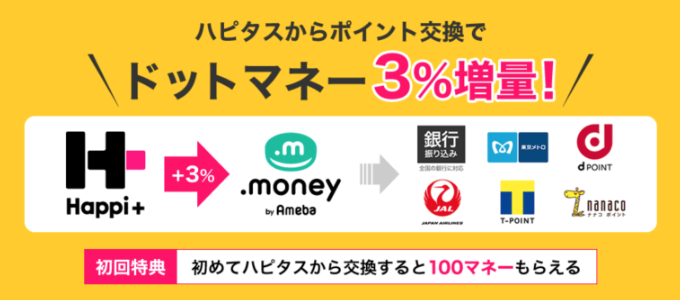 ハピタスからポイント交換で
ドットマネー3%増量!
Happi+
+3%
.m
.money
by Ameba
銀行
振り込み
全国の銀行に対応
東京メトロ
d
d POINT
JAL
JAPAN AIRLINES
T
T-POINT
nanaco
ナナコ ポイント
初回特典
初めてハピタスから交換すると100マネーもらえる